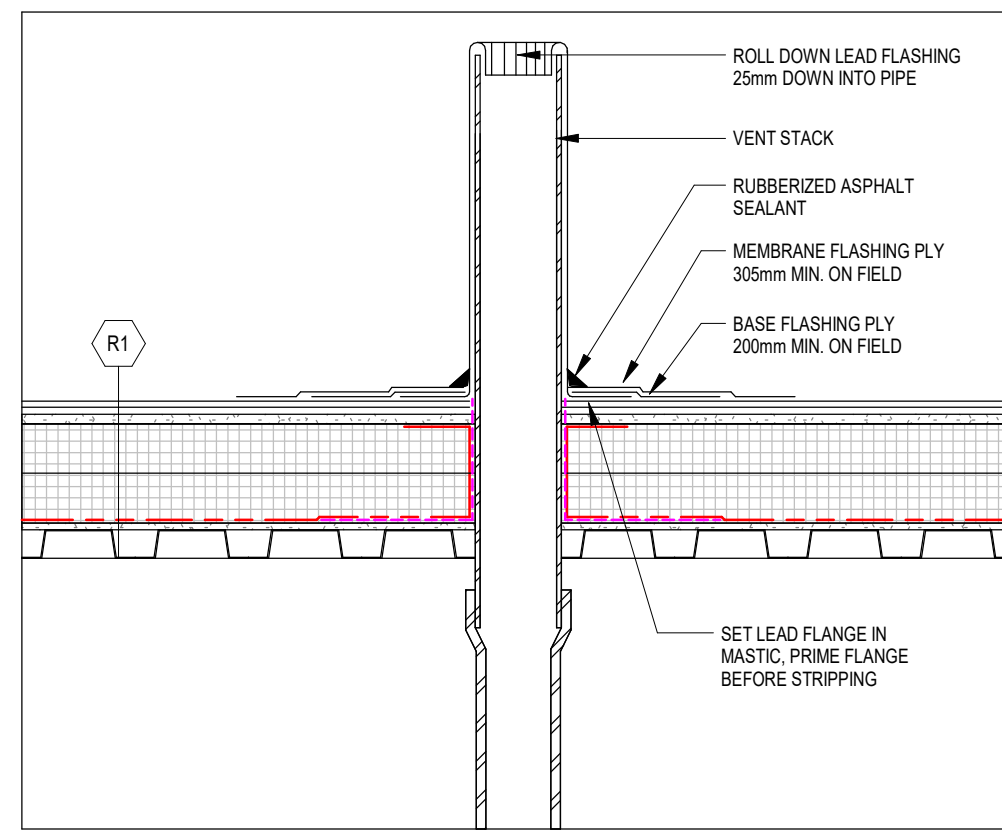 ROLL DOWN LEAD FLASHING
25mm DOWN INTO PIPE
VENT STACK
RUBBERIZED ASPHALT
SEALANT
MEMBRANE FLASHING PLY
305mm MIN. ON FIELD
BASE FLASHING PLY
200mm MIN. ON FIELD
R1
SET LEAD FLANGE IN
MASTIC, PRIME FLANGE
BEFORE STRIPPING